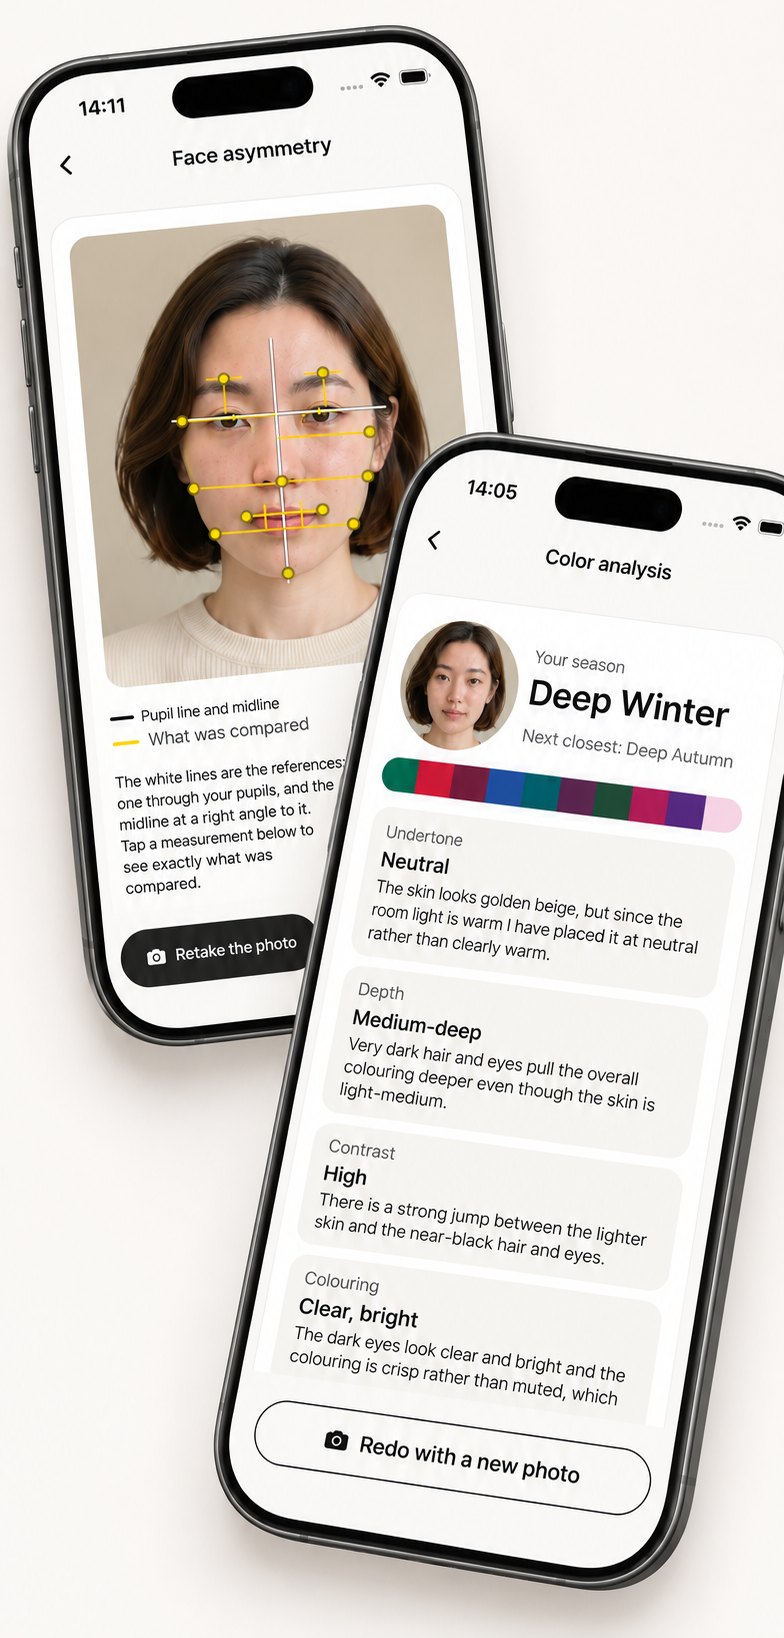 14:11
Face asymmetry
Pupil line and midline
What was compared
The white lines are the references:
one through your pupils, and the
midline at a right angle to it.
Tap a measurement below to
see exactly what was
compared.
Retake the photo
14:05
Color analysis
Your season
Deep Winter
Next closest: Deep Autumn
Undertone
Neutral
The skin looks golden beige, but since the
room light is warm I have placed it at neutral
rather than clearly warm.
Depth
Medium-deep
Very dark hair and eyes pull the overall
colouring deeper even though the skin is
light-medium.
Contrast
High
There is a strong jump between the lighter
skin and the near-black hair and eyes.
Colouring
Clear, bright
The dark eyes look clear and bright and the
colouring is crisp rather than muted, which
Redo with a new photo